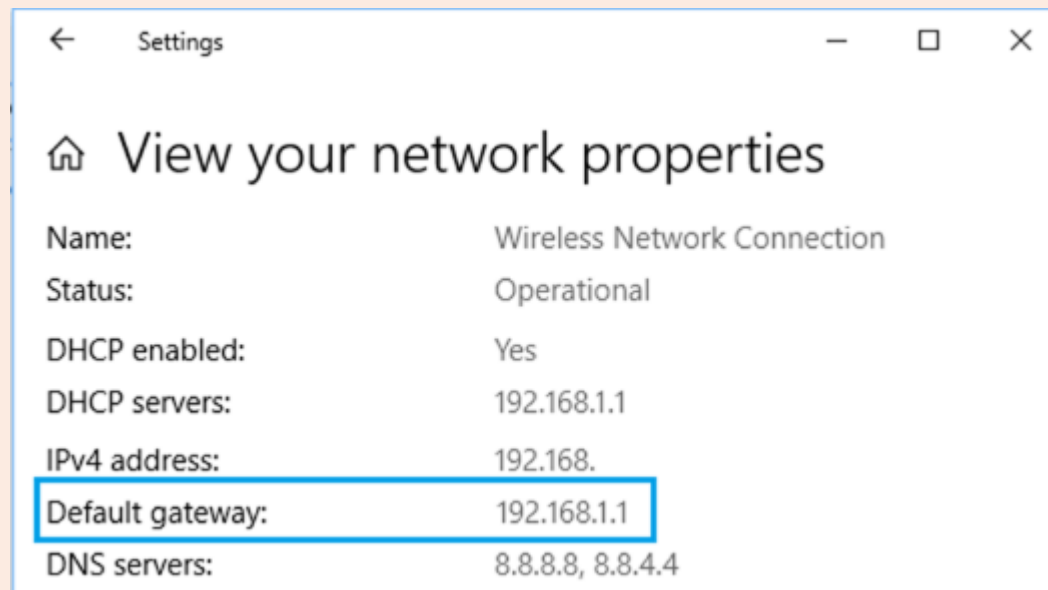 Settings
View your network properties
Name: Wireless Network Connection
Status: Operational
DHCP enabled: Yes
DHCP servers: 192.168.1.1
IPv4 address: 192.168.
Default gateway: 192.168.1.1
DNS servers: 8.8.8.8, 8.8.4.4